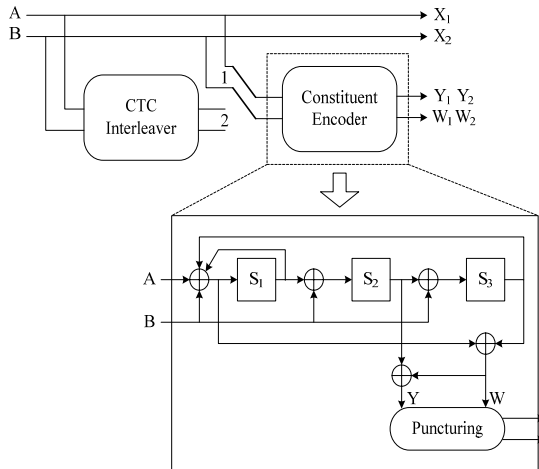 A
B
X₁
X₂
1
CTC
Interleaver
2
Constituent
Encoder
Y₁ Y₂
W₁ W₂
A
S₁
S₂
S₃
B
Y
W
Puncturing